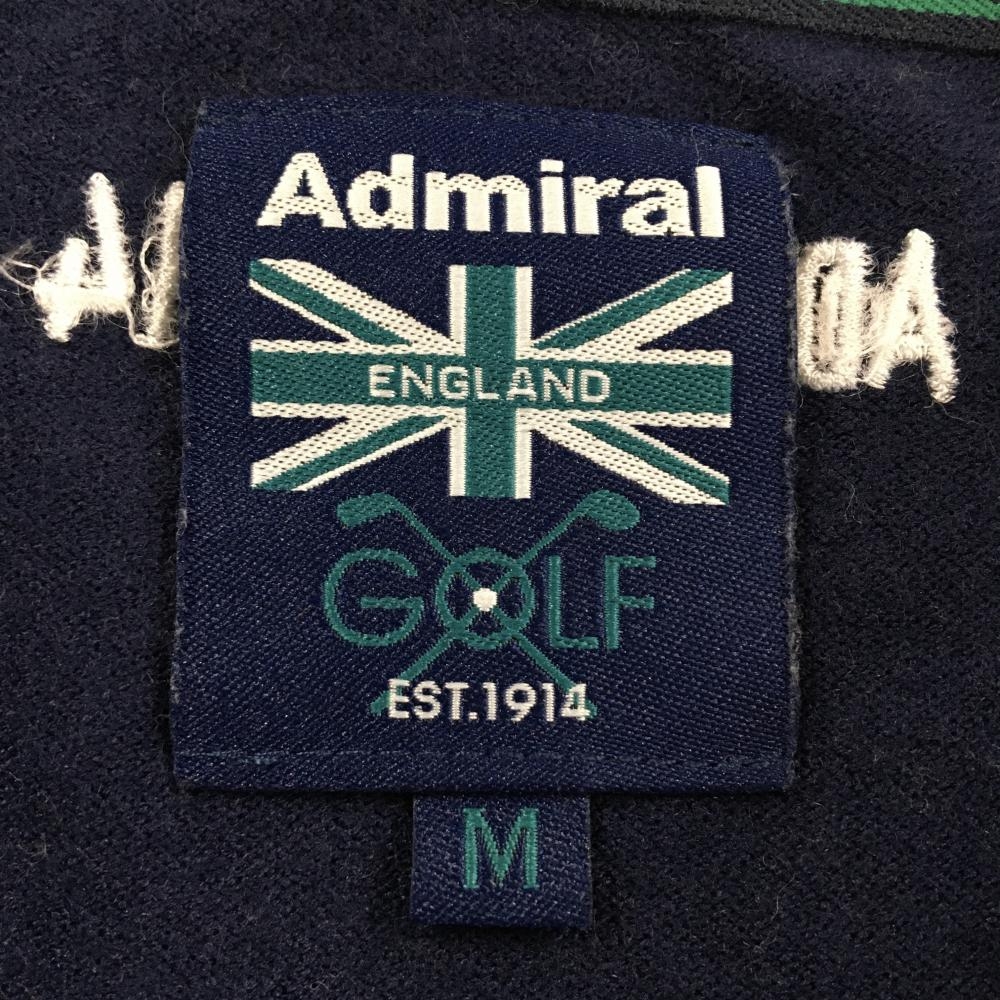 Admiral
ENGLAND
GOLF
EST.1914
M